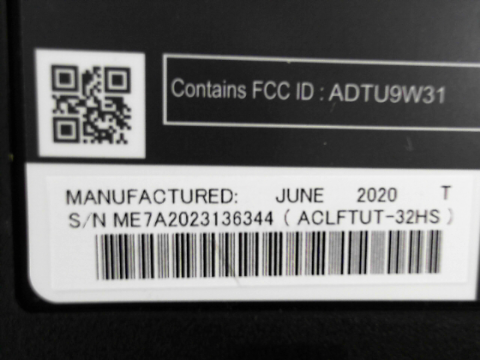 Contains FCC ID : ADTU9W31
MANUFACTURED: JUNE 2020 T
S/N ME7A2023136344 ( ACLFTUT-32HS )